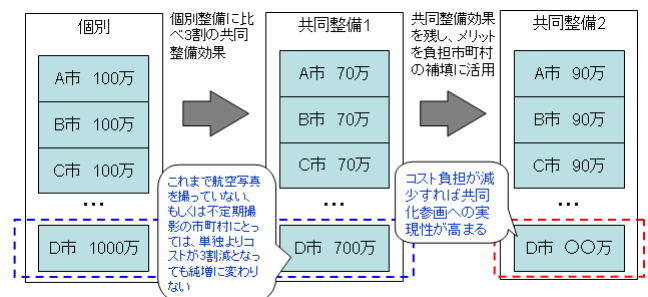 個別
A市 100万
B市 100万
C市 100万
...
D市 1000万
個別整備に比
べ3割の共同
整備効果
共同整備1
A市 70万
B市 70万
C市 70万
...
D市 700万
これまで航空写真
を撮っていない、
もしくは不定期撮
影の市町村にとっ
ては、単独よりコ
ストが3割減となっ
ても純増に変わり
ない
共同整備効果
を残し、メリット
を負担市町村
の補填に活用
共同整備2
A市 90万
B市 90万
C市 90万
...
D市 〇〇万
コスト負担が減
少すれば共同
化参画への実
現性が高まる